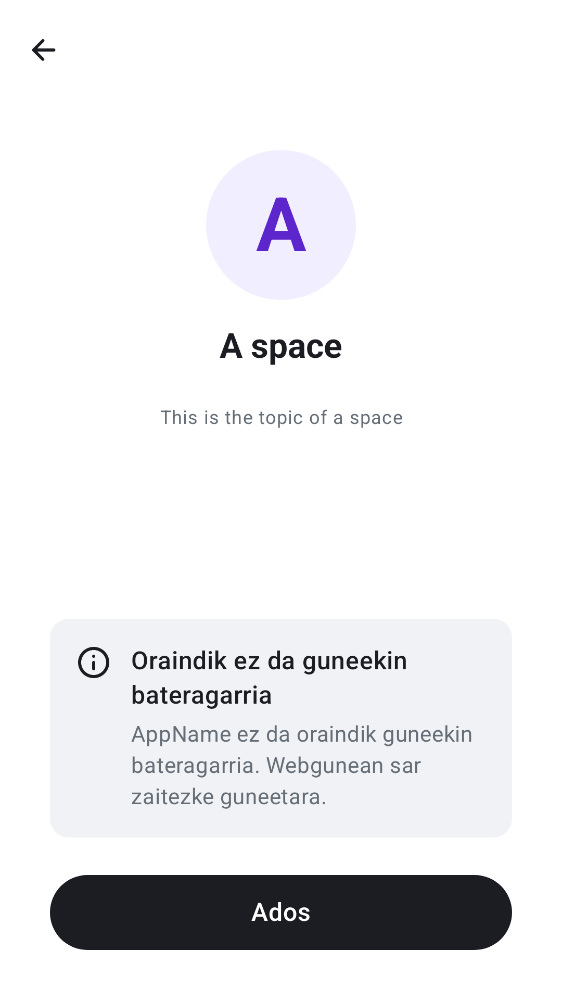 A
A space
This is the topic of a space
Oraindik ez da guneekin
bateragarria
AppName ez da oraindik guneekin
bateragarria. Webgunean sar
zaitezke guneetara.
Ados